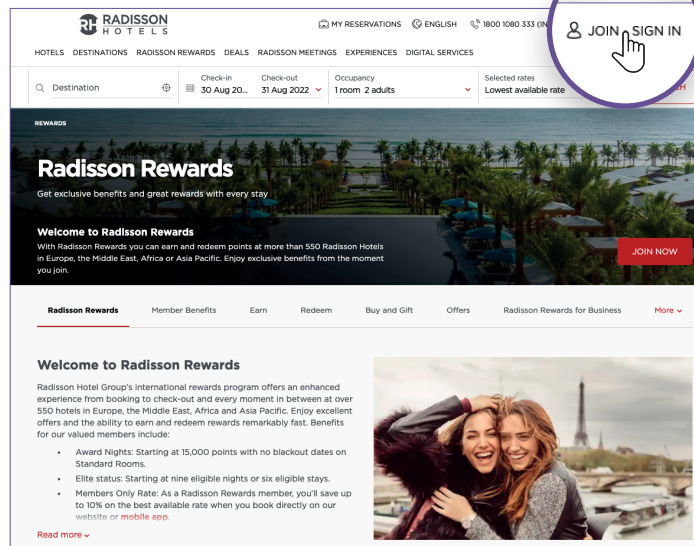 RH RADISSON
HOTELS
MY RESERVATIONS ENGLISH 1800 1080 333 (IN
JOIN SIGN IN
HOTELS DESTINATIONS RADISSON REWARDS DEALS RADISSON MEETINGS EXPERIENCES DIGITAL SERVICES
Destination
Check-in
30 Aug 20...
Check-out
31 Aug 2022
Occupancy
1 room 2 adults
Selected rates
Lowest available rate
REWARDS
Radisson Rewards
Get exclusive benefits and great rewards with every stay
Welcome to Radisson Rewards
With Radisson Rewards you can earn and redeem points at more than 550 Radisson Hotels
in Europe, the Middle East, Africa or Asia Pacific. Enjoy exclusive benefits from the moment
you join.
JOIN NOW
Radisson Rewards Member Benefits Earn Redeem Buy and Gift Offers Radisson Rewards for Business More
Welcome to Radisson Rewards
Radisson Hotel Group's international rewards program offers an enhanced
experience from booking to check-out and every moment in between at over
550 hotels in Europe, the Middle East, Africa and Asia Pacific. Enjoy excellent
offers and the ability to earn and redeem rewards remarkably fast. Benefits
for our valued members include:
• Award Nights: Starting at 15,000 points with no blackout dates on
Standard Rooms.
• Elite status: Starting at nine eligible nights or six eligible stays.
• Members Only Rate: As a Radisson Rewards member, you'll save up
to 10% on the best available rate when you book directly on our
website or mobile app.
Read more